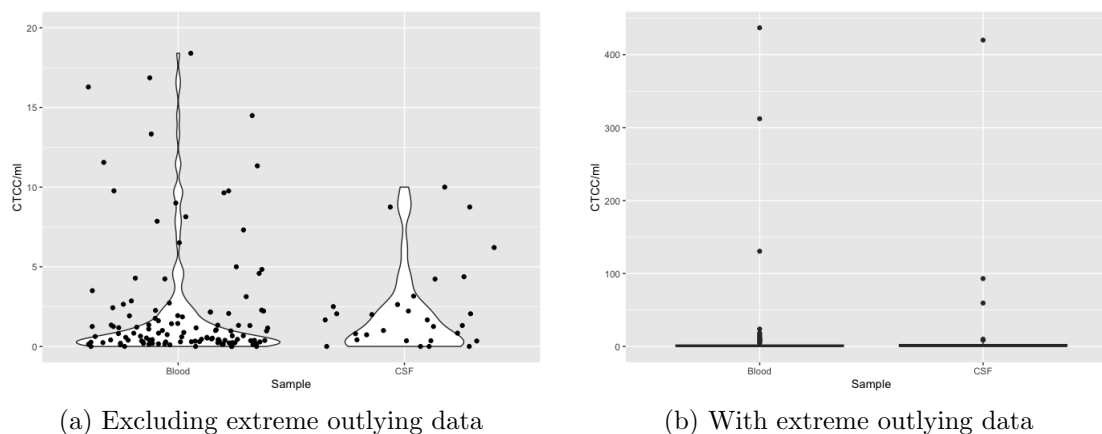 20
15
10
5
0
CTCC/ml
Blood
CSF
Sample
(a) Excluding extreme outlying data
400
300
200
100
0
CTCC/ml
Blood
CSF
Sample
(b) With extreme outlying data